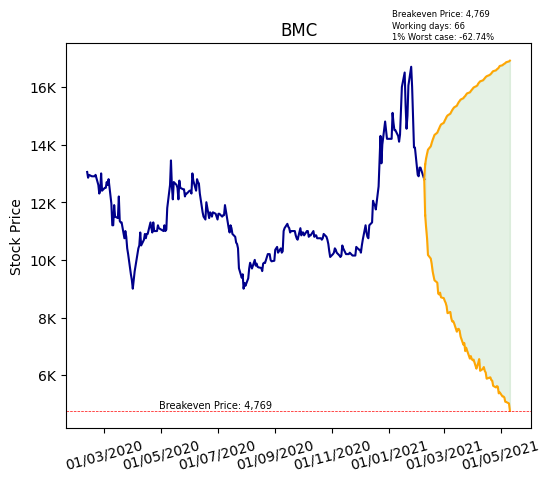 Breakeven Price: 4,769
Working days: 66
1% Worst case: -62.74%
BMC
Stock Price
16K
14K
12K
10K
8K
6K
Breakeven Price: 4,769
01/03/2020
01/05/2020
01/07/2020
01/09/2020
01/11/2020
01/01/2021
01/03/2021
01/05/2021